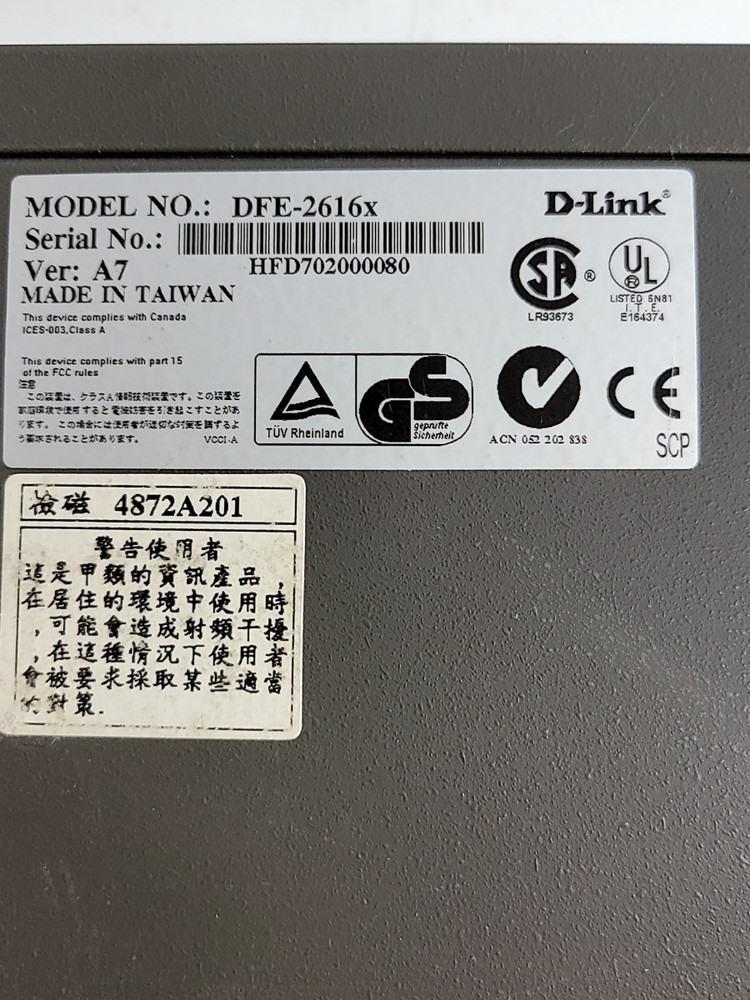 MODEL NO.: DFE-2616x
D-Link®
Serial No.:
Ver: A7
HFD702000080
MADE IN TAIWAN
This device complies with Canada
ICES-003,Class A
SA ®
LR93673
UL ®
LISTED 6N81
I.T.E.
E164374
This device complies with part 15
of the FCC rules
注意
この装置は、クラスA情報技術装置です。この装置を
家庭環境で使用すると電波妨害を引き起こすことがあ
ります。この場合には使用者が適切な対策を講ずるよ
う要求されることがあります。
VCCI-A
TÜV Rheinland
GS
geprüfte
Sicherheit
ACN 052 202 838
CE
SCP
檢磁 4872A201
警告使用者
這是甲類的資訊產品,
在居住的環境中使用時
,可能會造成射頻干擾
,在這種情況下使用者
會被要求採取某些適當
的對策.